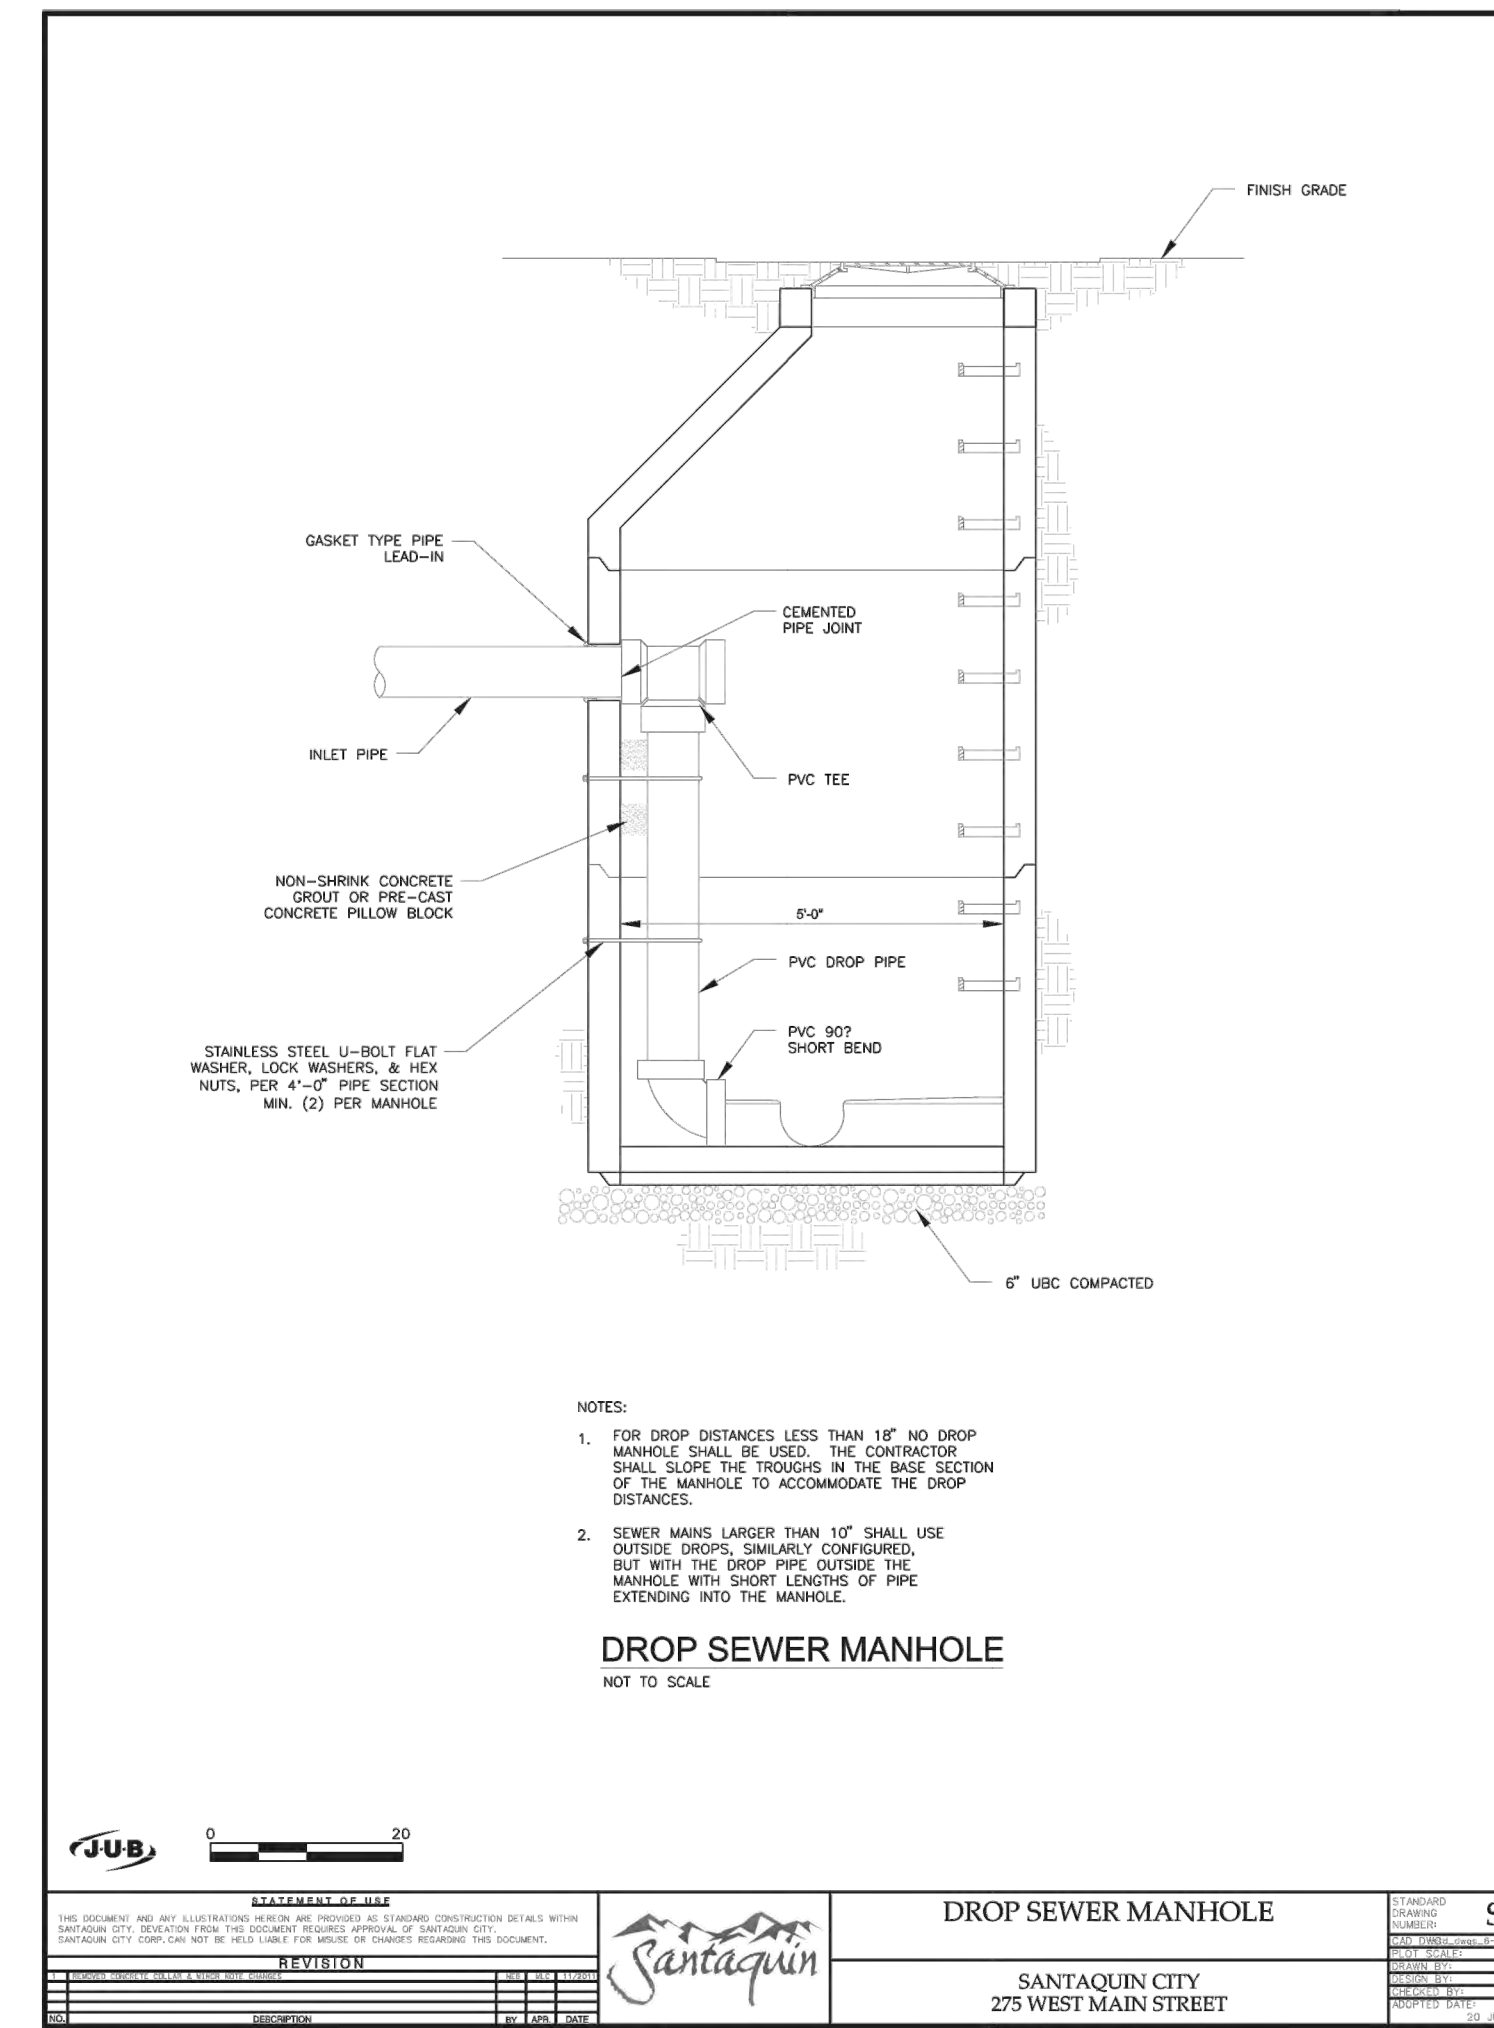 FINISH GRADE
GASKET TYPE PIPE
LEAD-IN
CEMENTED
PIPE JOINT
INLET PIPE
PVC TEE
NON-SHRINK CONCRETE
GROUT OR PRE-CAST
CONCRETE PILLOW BLOCK
5'-0"
PVC DROP PIPE
PVC 90?
SHORT BEND
STAINLESS STEEL U-BOLT FLAT
WASHER, LOCK WASHERS, & HEX
NUTS, PER 4'-0" PIPE SECTION
MIN. (2) PER MANHOLE
6" UBC COMPACTED
NOTES:
1. FOR DROP DISTANCES LESS THAN 18" NO DROP
MANHOLE SHALL BE USED. THE CONTRACTOR
SHALL SLOPE THE TROUGHS IN THE BASE SECTION
OF THE MANHOLE TO ACCOMMODATE THE DROP
DISTANCES.
2. SEWER MAINS LARGER THAN 10" SHALL USE
OUTSIDE DROPS, SIMILARLY CONFIGURED,
BUT WITH THE DROP PIPE OUTSIDE THE
MANHOLE WITH SHORT LENGTHS OF PIPE
EXTENDING INTO THE MANHOLE.
DROP SEWER MANHOLE
NOT TO SCALE
J-U-B
0 20
STATEMENT OF USE
THIS DOCUMENT AND ANY ILLUSTRATIONS HEREON ARE PROVIDED AS STANDARD CONSTRUCTION DETAILS WITHIN
SANTAQUIN CITY. DEVEATION FROM THIS DOCUMENT REQUIRES APPROVAL OF SANTAQUIN CITY.
SANTAQUIN CITY CORP. CAN NOT BE HELD LIABLE FOR MISUSE OR CHANGES REGARDING THIS DOCUMENT.
REVISION
1 REMOVED CONCRETE COLLAR & MINOR NOTE CHANGES MLC 11/2011
NO. DESCRIPTION BY APR. DATE
Santaquin
DROP SEWER MANHOLE
SANTAQUIN CITY
275 WEST MAIN STREET
STANDARD
DRAWING
NUMBER:
CAD
PLOT SCALE:
DRAWN BY:
DESIGN BY:
CHECKED BY:
ADOPTED DATE:
20